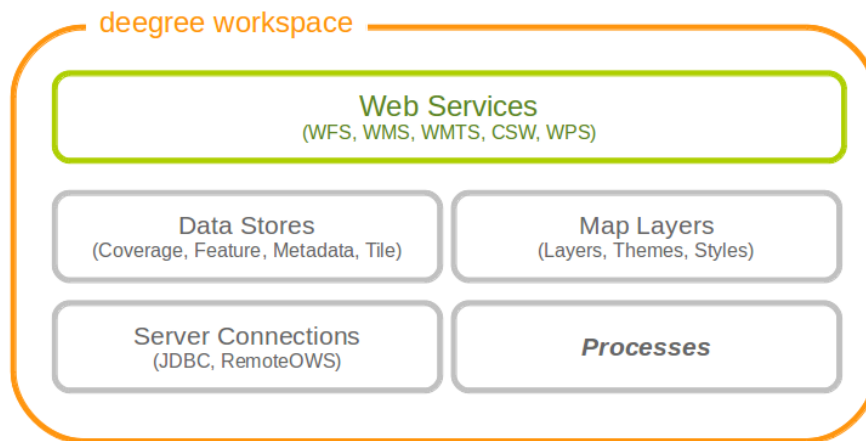 deegree workspace
Web Services
(WFS, WMS, WMTS, CSW, WPS)
Data Stores
(Coverage, Feature, Metadata, Tile)
Map Layers
(Layers, Themes, Styles)
Server Connections
(JDBC, RemoteOWS)
Processes